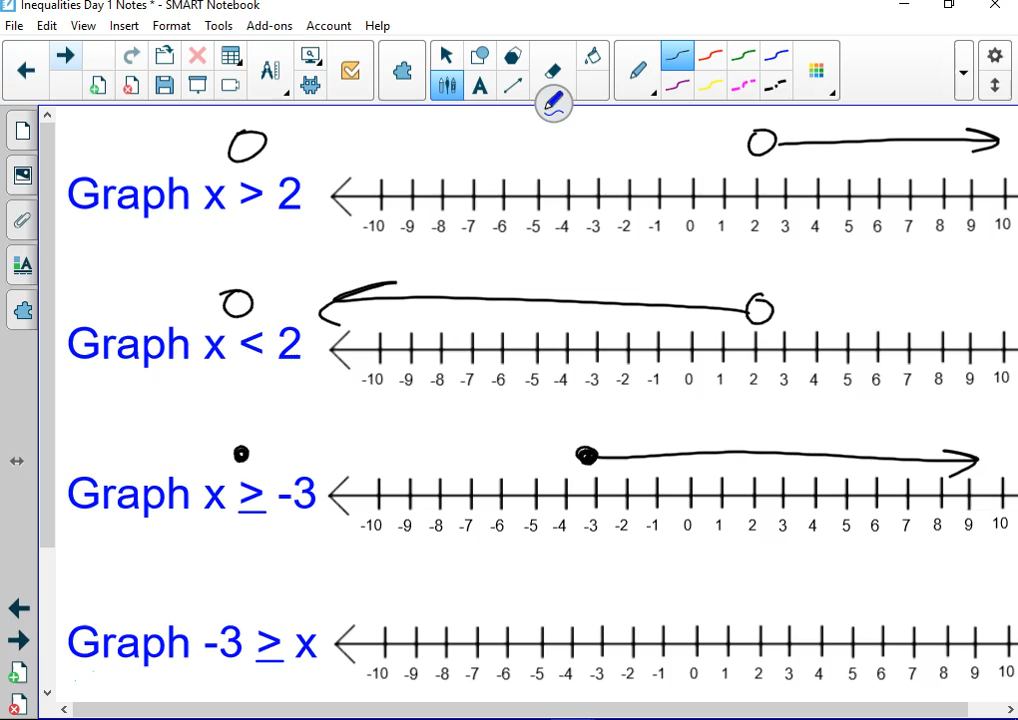 Inequalities Day 1 Notes * - SMART Notebook
File Edit View Insert Format Tools Add-ons Account Help
Graph x > 2
-10 -9 -8 -7 -6 -5 -4 -3 -2 -1 0 1 2 3 4 5 6 7 8 9 10
Graph x < 2
-10 -9 -8 -7 -6 -5 -4 -3 -2 -1 0 1 2 3 4 5 6 7 8 9 10
Graph x ≥ -3
-10 -9 -8 -7 -6 -5 -4 -3 -2 -1 0 1 2 3 4 5 6 7 8 9 10
Graph -3 ≥ x
-10 -9 -8 -7 -6 -5 -4 -3 -2 -1 0 1 2 3 4 5 6 7 8 9 10